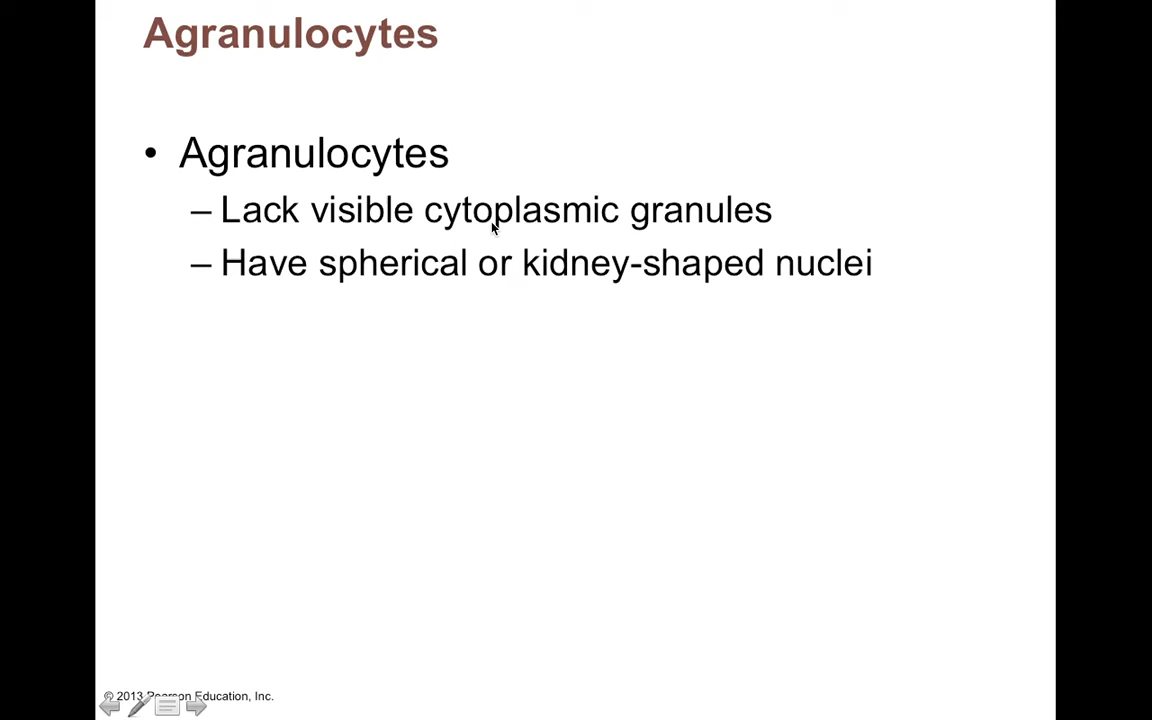 Agranulocytes
• Agranulocytes
– Lack visible cytoplasmic granules
– Have spherical or kidney-shaped nuclei
© 2013 Pearson Education, Inc.